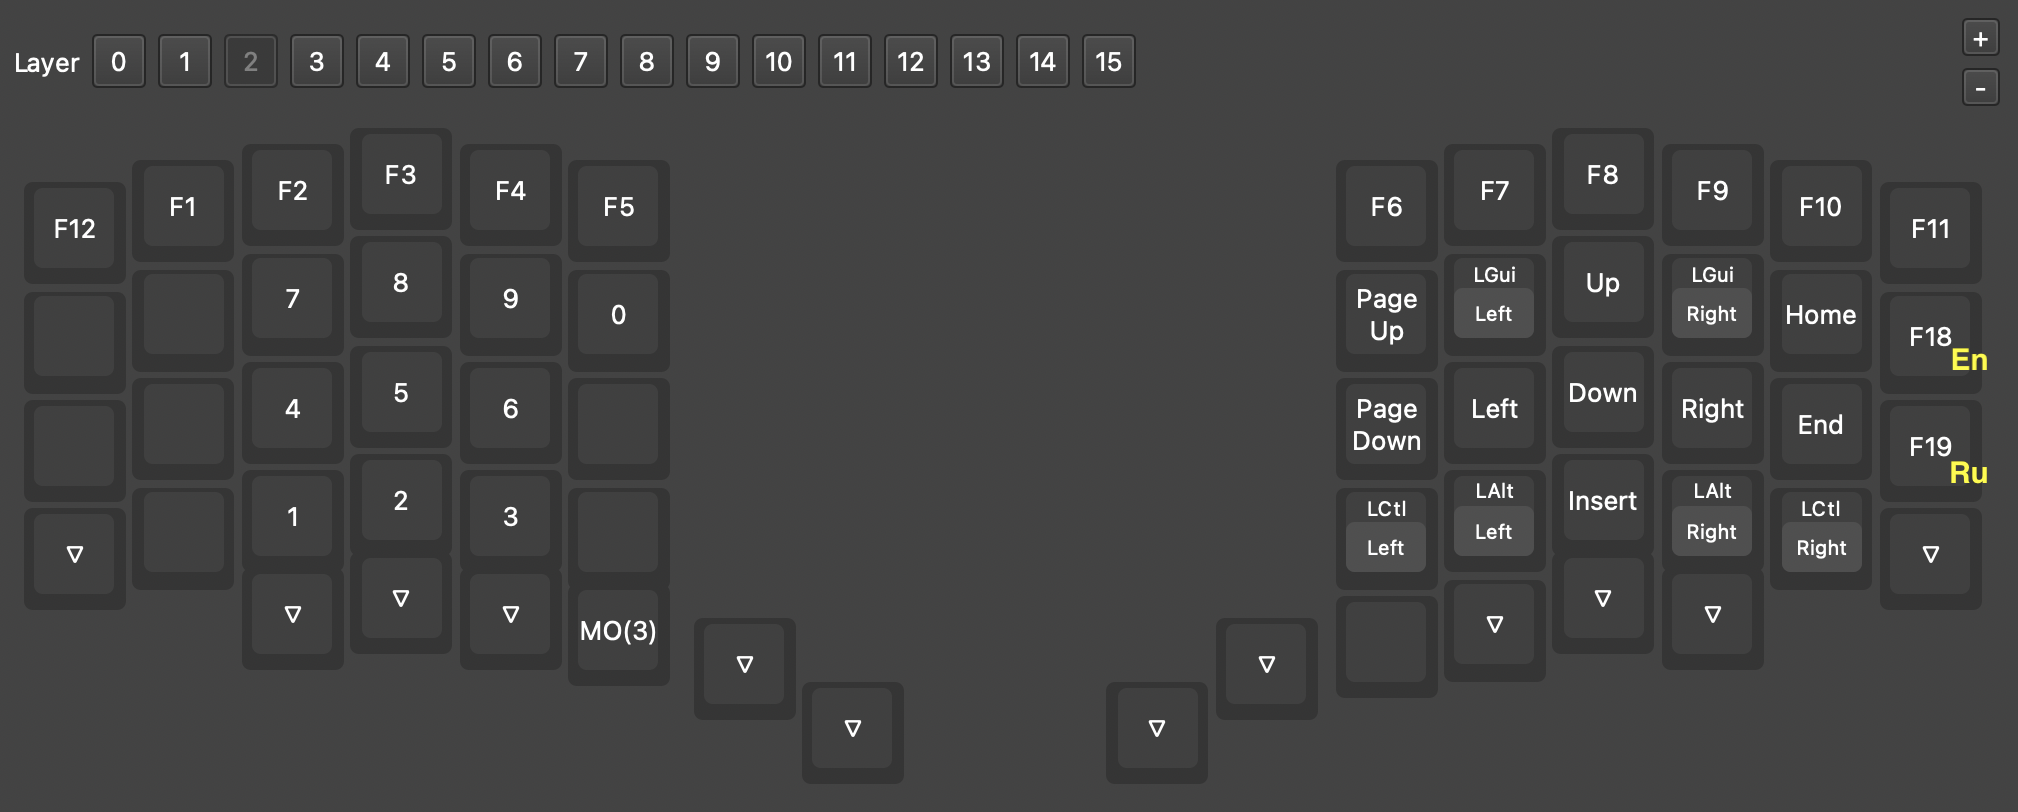 Layer 0 1 2 3 4 5 6 7 8 9 10 11 12 13 14 15
+
-
F12 F1 F2 F3 F4 F5
7 8 9 0
4 5 6
▽ 1 2 3
▽ ▽ ▽ MO(3)
▽
▽
F6 F7 F8 F9 F10 F11
Page
Up
LGui
Left
Up
LGui
Right
Home
F18
En
Page
Down
Left
Down
Right
End
F19
Ru
LCtl
Left
LAlt
Left
Insert
LAlt
Right
LCtl
Right
▽
▽ ▽ ▽
▽
▽